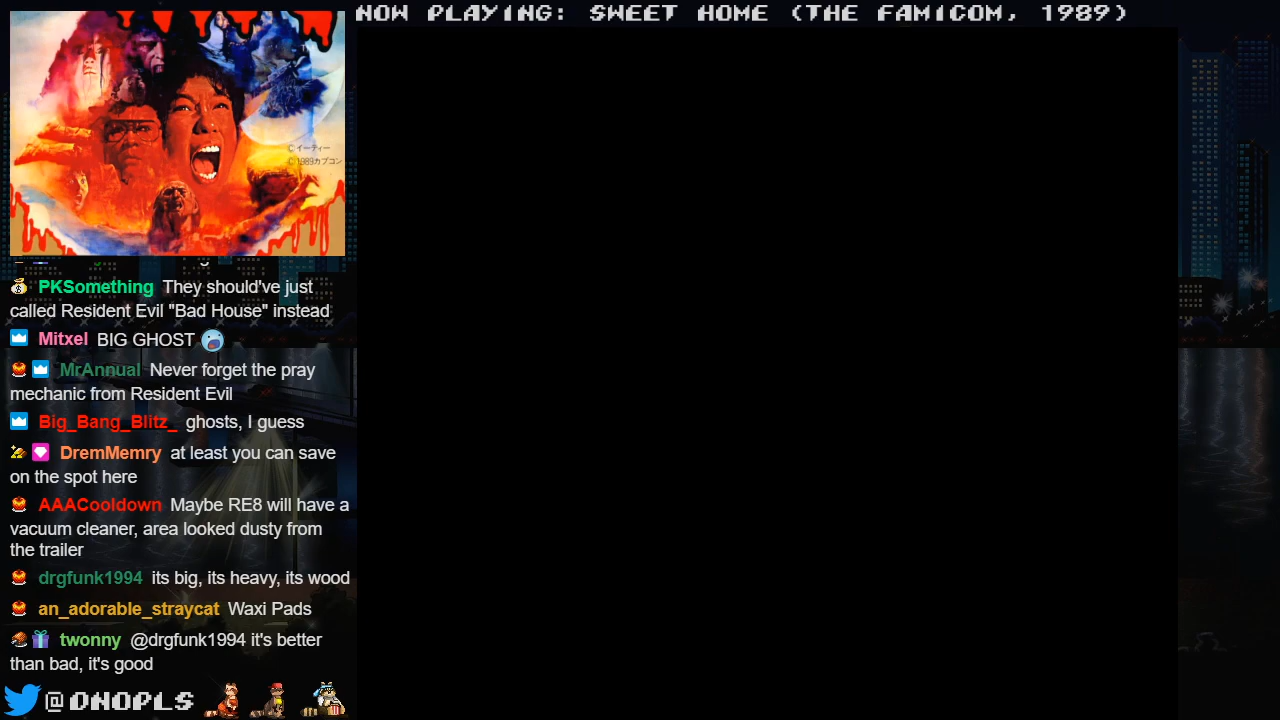 NOW PLAYING: SWEET HOME (THE FAMICOM, 1989)
© イーティー
© 1989カプコン
PKSomething They should've just
called Resident Evil "Bad House" instead
Mitxel BIG GHOST
MrAnnual Never forget the pray
mechanic from Resident Evil
Big_Bang_Blitz_ ghosts, I guess
DremMemry at least you can save
on the spot here
AAACooldown Maybe RE8 will have a
vacuum cleaner, area looked dusty from
the trailer
drgfunk1994 its big, its heavy, its wood
an_adorable_straycat Waxi Pads
twonny @drgfunk1994 it's better
than bad, it's good
@ONOPLS